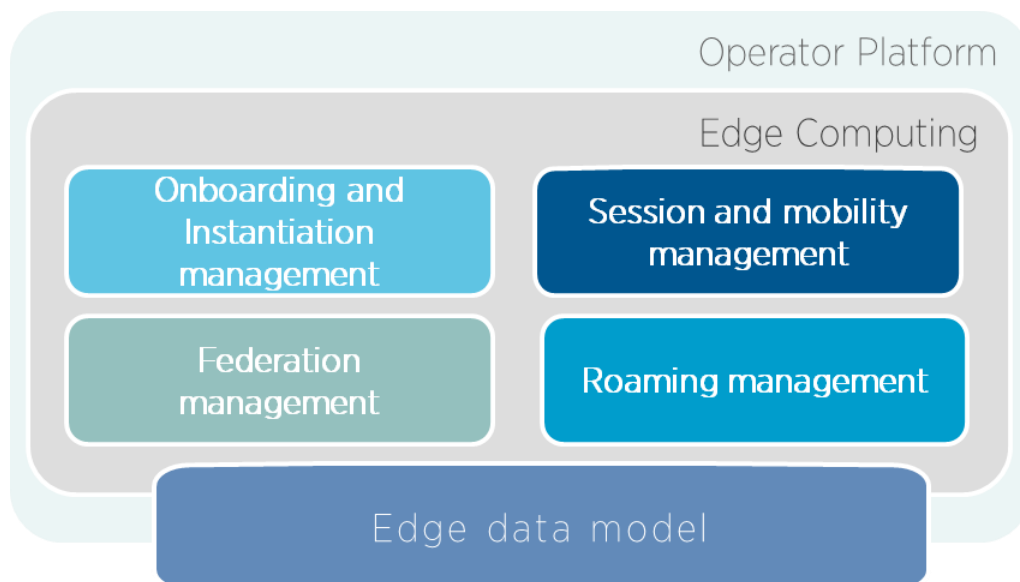 Operator Platform
Edge Computing
Onboarding and
Instantiation
management
Session and mobility
management
Federation
management
Roaming management
Edge data model